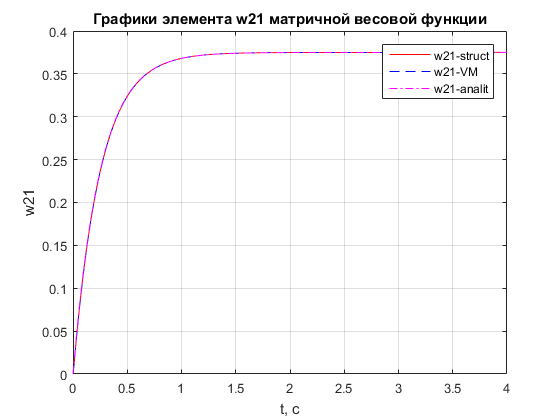 Графики элемента w21 матричной весовой функции
0.4
0.35
0.3
0.25
0.2
0.15
0.1
0.05
0
w21
w21-struct
w21-VM
w21-analit
0 0.5 1 1.5 2 2.5 3 3.5 4
t, c